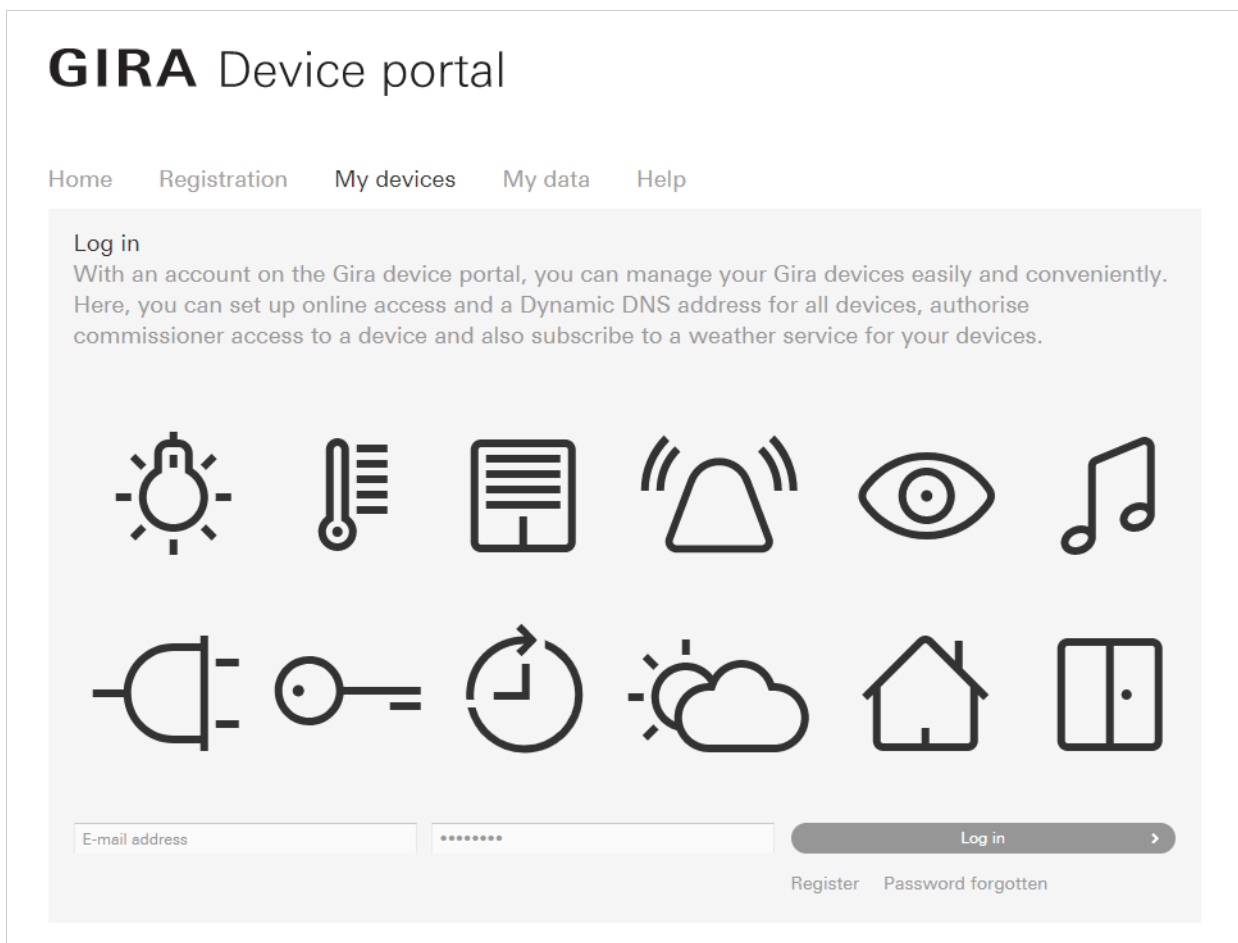 GIRA Device portal
Home Registration My devices My data Help
Log in
With an account on the Gira device portal, you can manage your Gira devices easily and conveniently.
Here, you can set up online access and a Dynamic DNS address for all devices, authorise
commissioner access to a device and also subscribe to a weather service for your devices.
E-mail address •••••••• Log in
Register Password forgotten